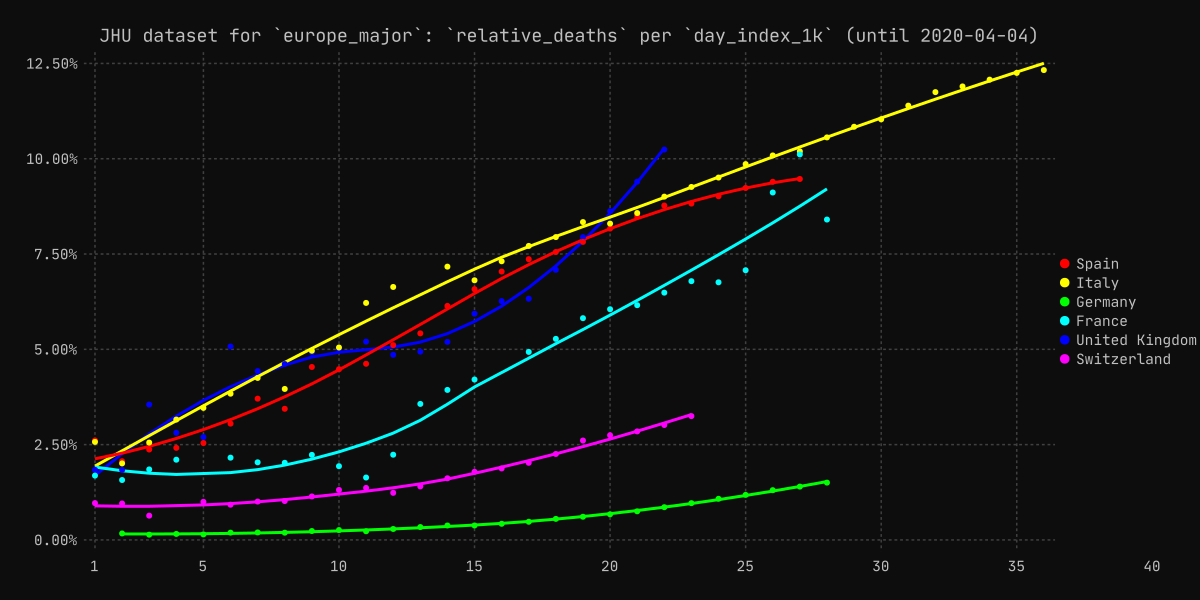 JHU dataset for `europe_major`: `relative_deaths` per `day_index_1k` (until 2020-04-04)
12.50%
10.00%
7.50%
5.00%
2.50%
0.00%
1 5 10 15 20 25 30 35 40
Spain
Italy
Germany
France
United Kingdom
Switzerland